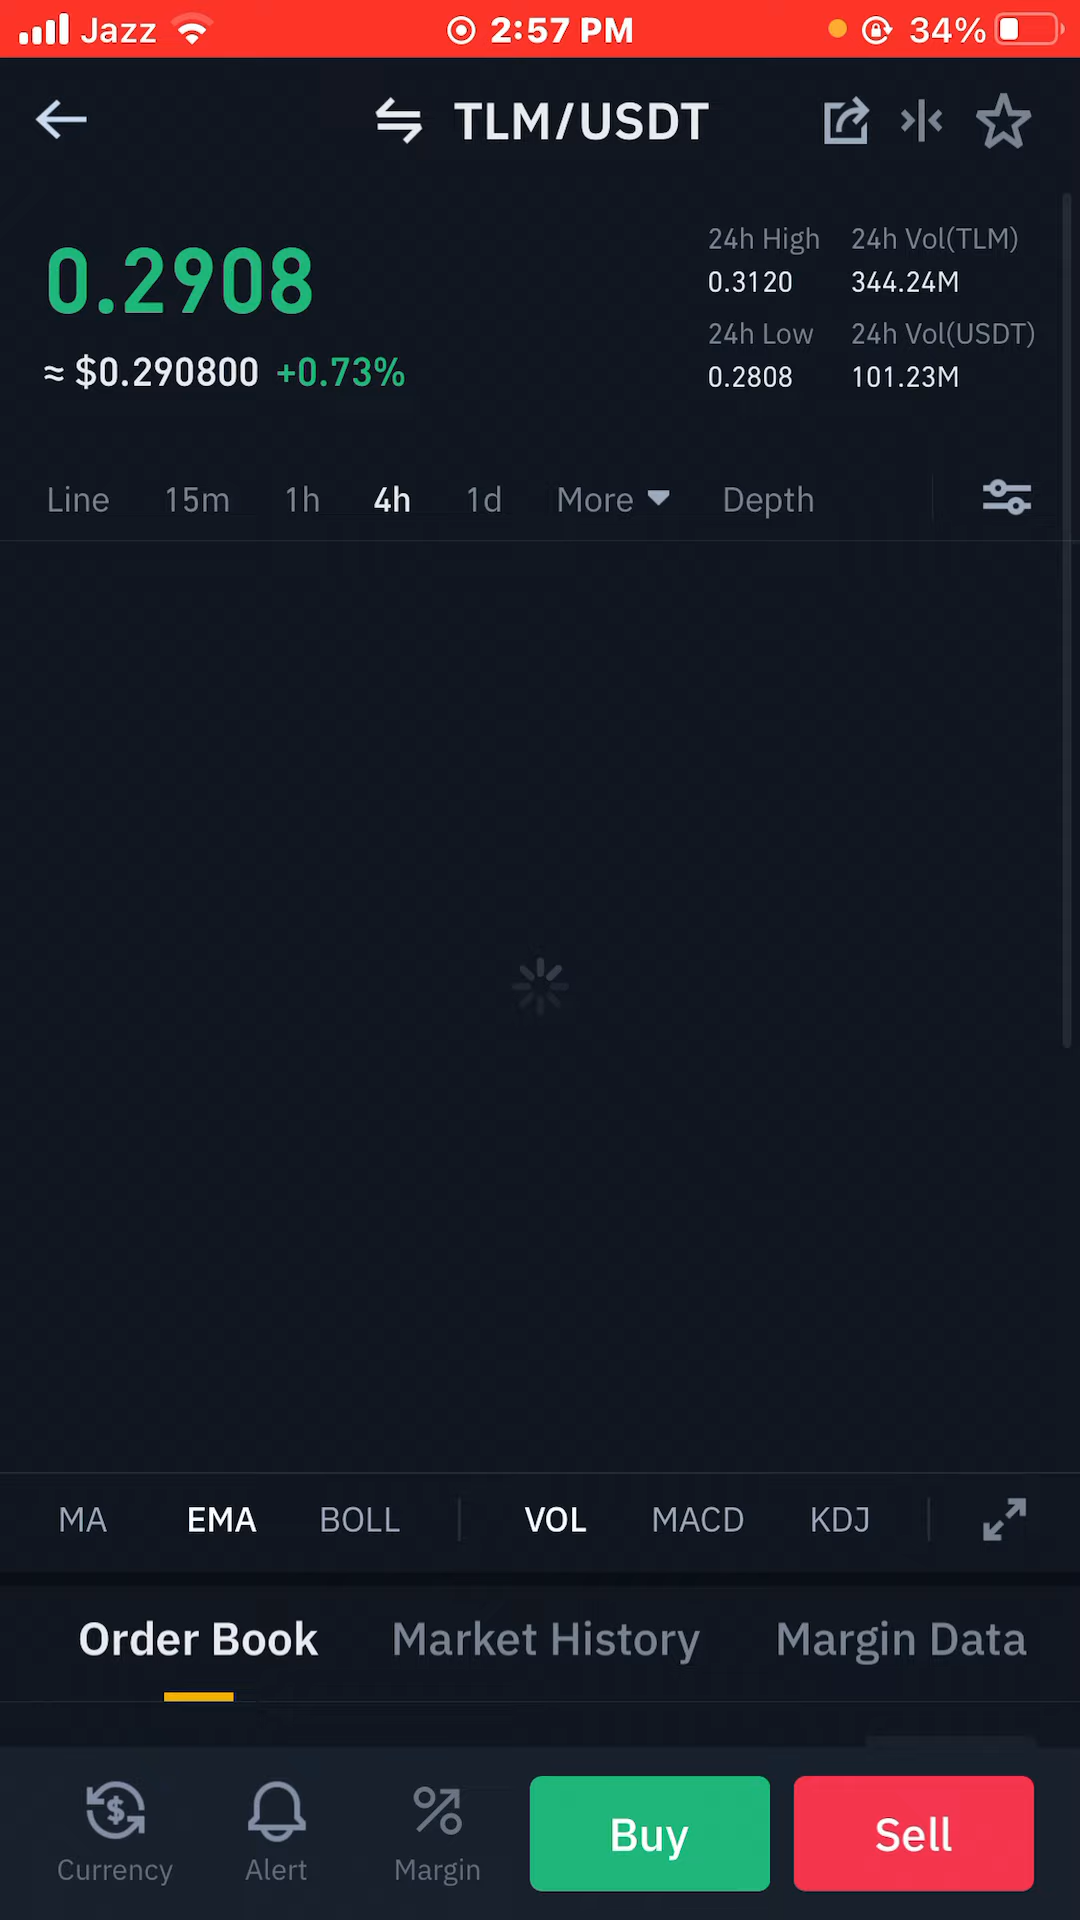 Jazz 2:57 PM 34%
TLM/USDT
0.2908
≈ $0.290800 +0.73%
24h High 24h Vol(TLM)
0.3120 344.24M
24h Low 24h Vol(USDT)
0.2808 101.23M
Line 15m 1h 4h 1d More Depth
MA EMA BOLL VOL MACD KDJ
Order Book Market History Margin Data
Currency Alert Margin Buy Sell